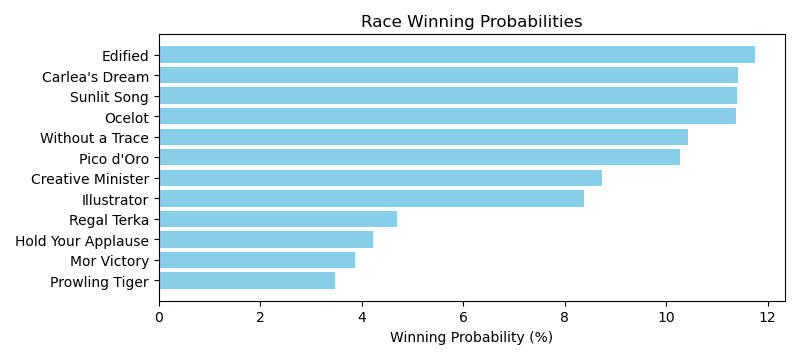 Race Winning Probabilities
Edified
Carlea's Dream
Sunlit Song
Ocelot
Without a Trace
Pico d'Oro
Creative Minister
Illustrator
Regal Terka
Hold Your Applause
Mor Victory
Prowling Tiger
0 2 4 6 8 10 12
Winning Probability (%)